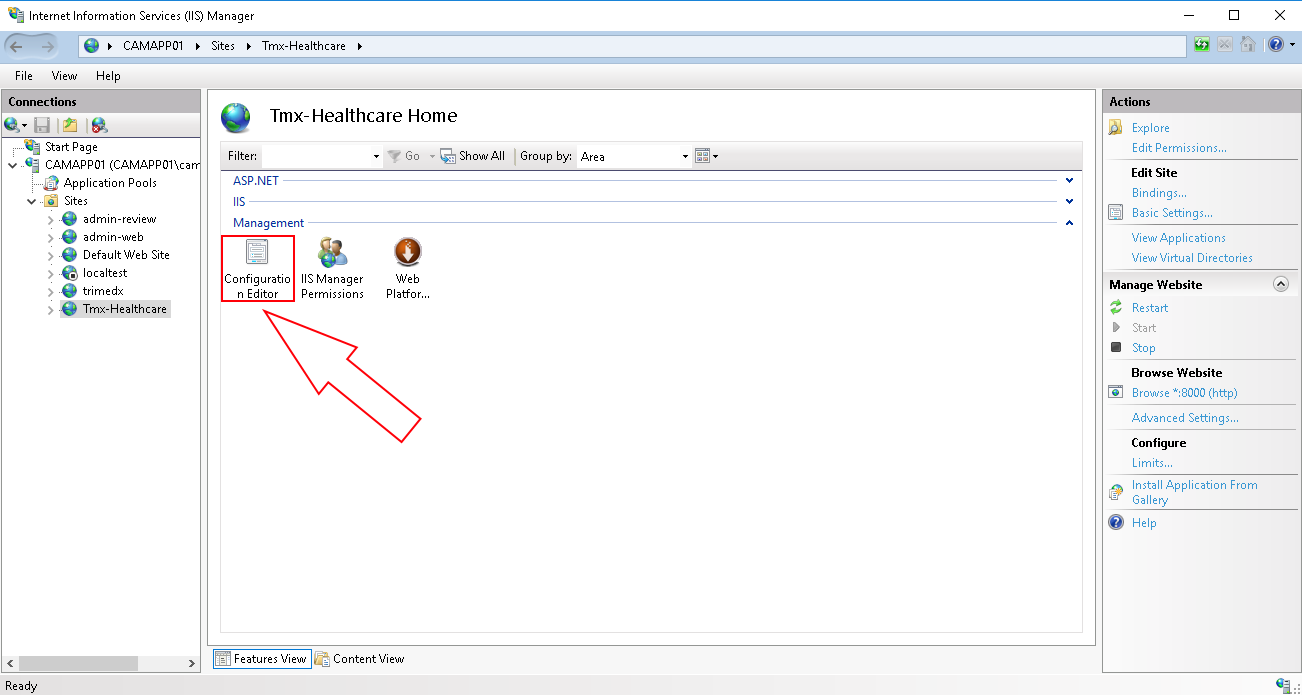 Internet Information Services (IIS) Manager
CAMAPP01 Sites Tmx-Healthcare
File View Help
Connections
Start Page
CAMAPP01 (CAMAPP01\cam
Application Pools
Sites
admin-review
admin-web
Default Web Site
localtest
trimedx
Tmx-Healthcare
Tmx-Healthcare Home
Filter: Go Show All Group by: Area
ASP.NET
IIS
Management
Configuratio
n Editor
IIS Manager
Permissions
Web
Platfor...
Features View Content View
Actions
Explore
Edit Permissions...
Edit Site
Bindings...
Basic Settings...
View Applications
View Virtual Directories
Manage Website
Restart
Start
Stop
Browse Website
Browse *:8000 (http)
Advanced Settings...
Configure
Limits...
Install Application From
Gallery
Help
Ready